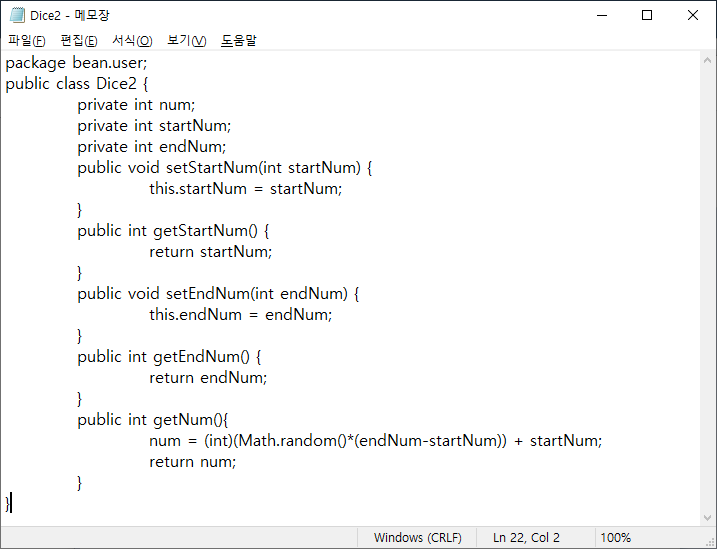 Dice2 - 메모장
파일(F) 편집(E) 서식(O) 보기(V) 도움말
package bean.user;
public class Dice2 {
private int num;
private int startNum;
private int endNum;
public void setStartNum(int startNum) {
this.startNum = startNum;
}
public int getStartNum() {
return startNum;
}
public void setEndNum(int endNum) {
this.endNum = endNum;
}
public int getEndNum() {
return endNum;
}
public int getNum(){
num = (int)(Math.random()*(endNum-startNum)) + startNum;
return num;
}
}
Windows (CRLF) Ln 22, Col 2 100%